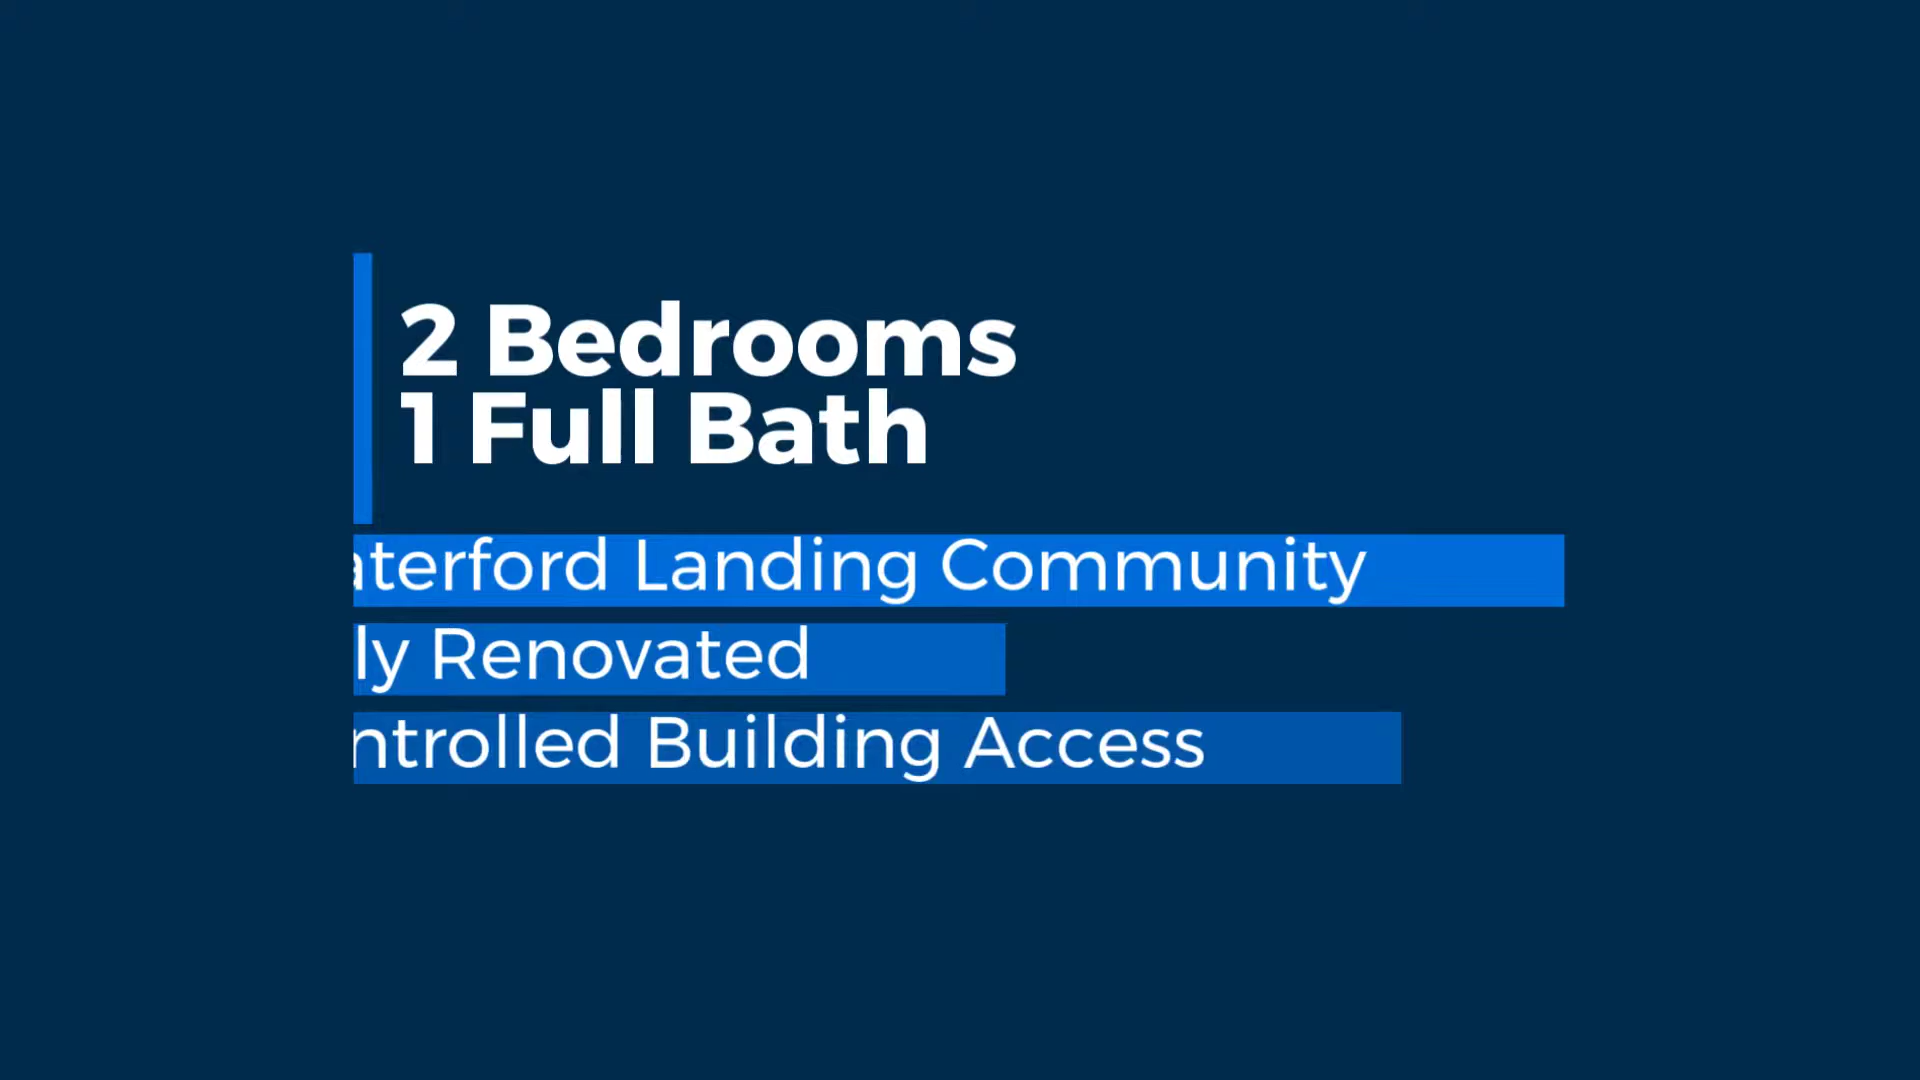 2 Bedrooms
1 Full Bath
aterford Landing Community
ly Renovated
ntrolled Building Access